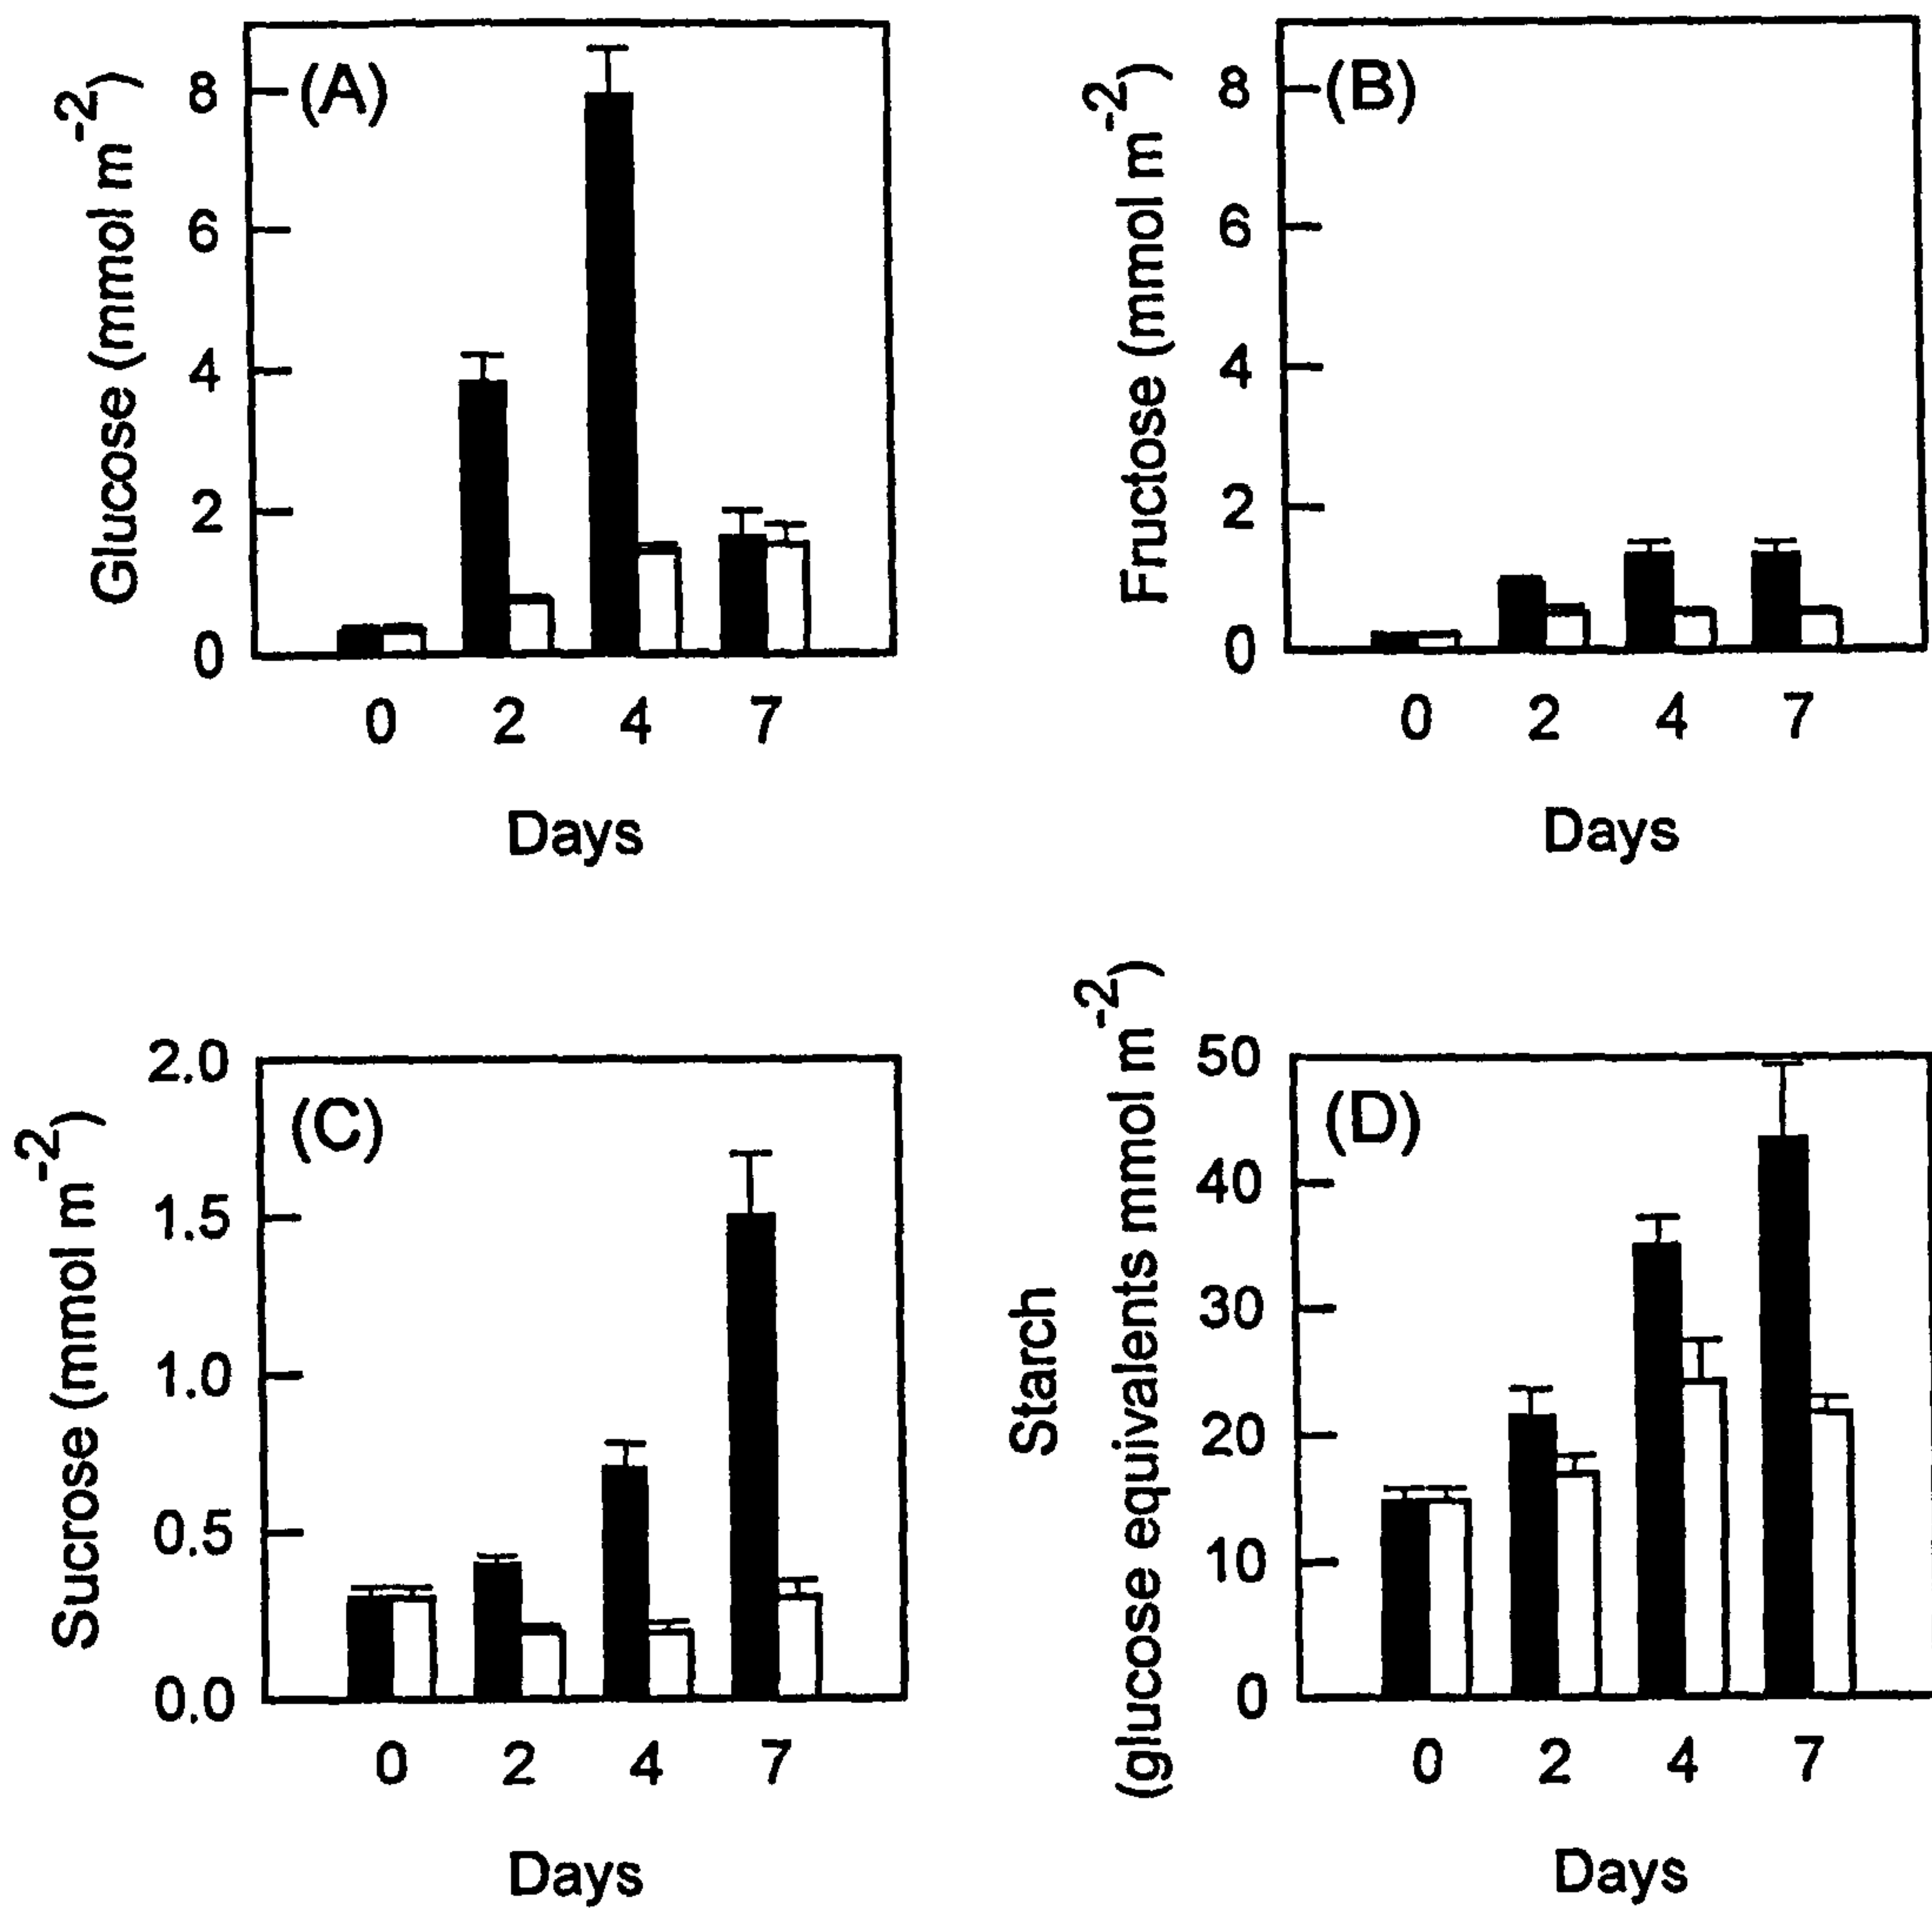 (A)
Glucose (mmol m-2)
8
6
4
2
0
0 2 4 7
Days
(B)
Fructose (mmol m-2)
8
6
4
2
0
0 2 4 7
Days
(C)
Sucrose (mmol m-2)
2.0
1.5
1.0
0.5
0.0
0 2 4 7
Days
(D)
Starch
(glucose equivalents mmol m-2)
50
40
30
20
10
0
0 2 4 7
Days